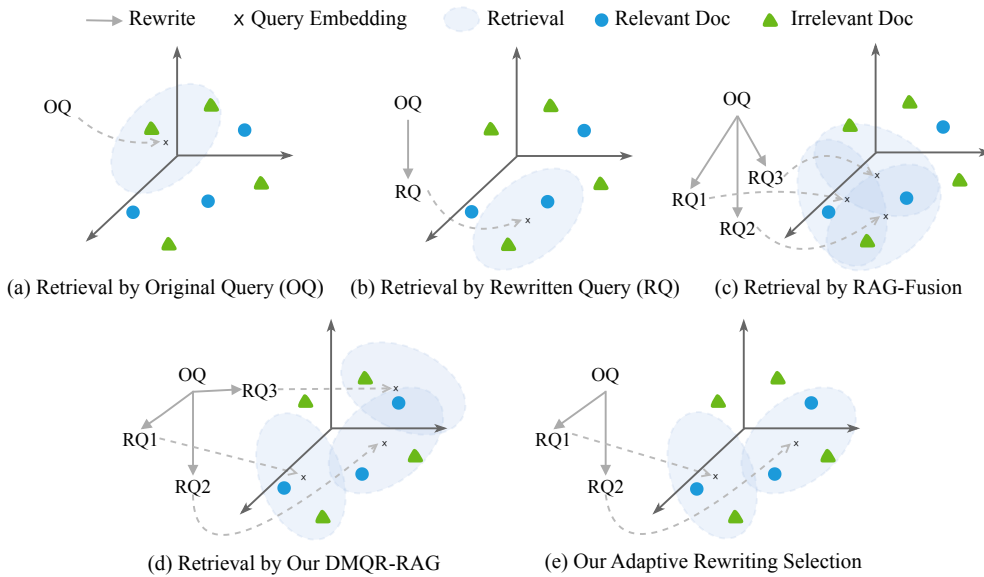 Rewrite x Query Embedding Retrieval Relevant Doc Irrelevant Doc
OQ
x
(a) Retrieval by Original Query (OQ)
OQ
RQ
x
(b) Retrieval by Rewritten Query (RQ)
OQ
RQ3
RQ1
RQ2
x
x
x
(c) Retrieval by RAG-Fusion
OQ
RQ3
RQ1
RQ2
x
x
x
(d) Retrieval by Our DMQR-RAG
OQ
RQ1
RQ2
x
x
(e) Our Adaptive Rewriting Selection